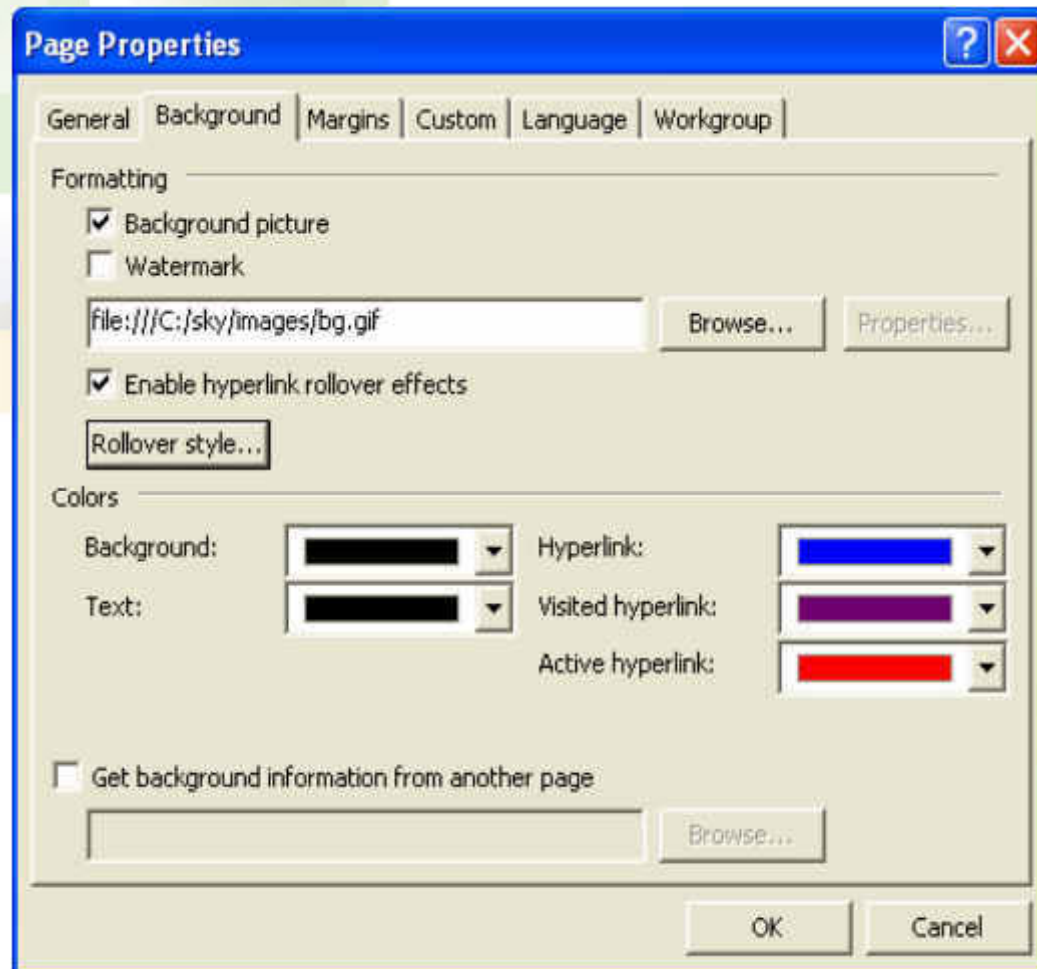 Page Properties
General Background Margins Custom Language Workgroup
Formatting
Background picture
Watermark
file:///C:/sky/images/bg.gif Browse... Properties...
Enable hyperlink rollover effects
Rollover style...
Colors
Background: Hyperlink:
Text: Visited hyperlink:
Active hyperlink:
Get background information from another page
Browse...
OK Cancel